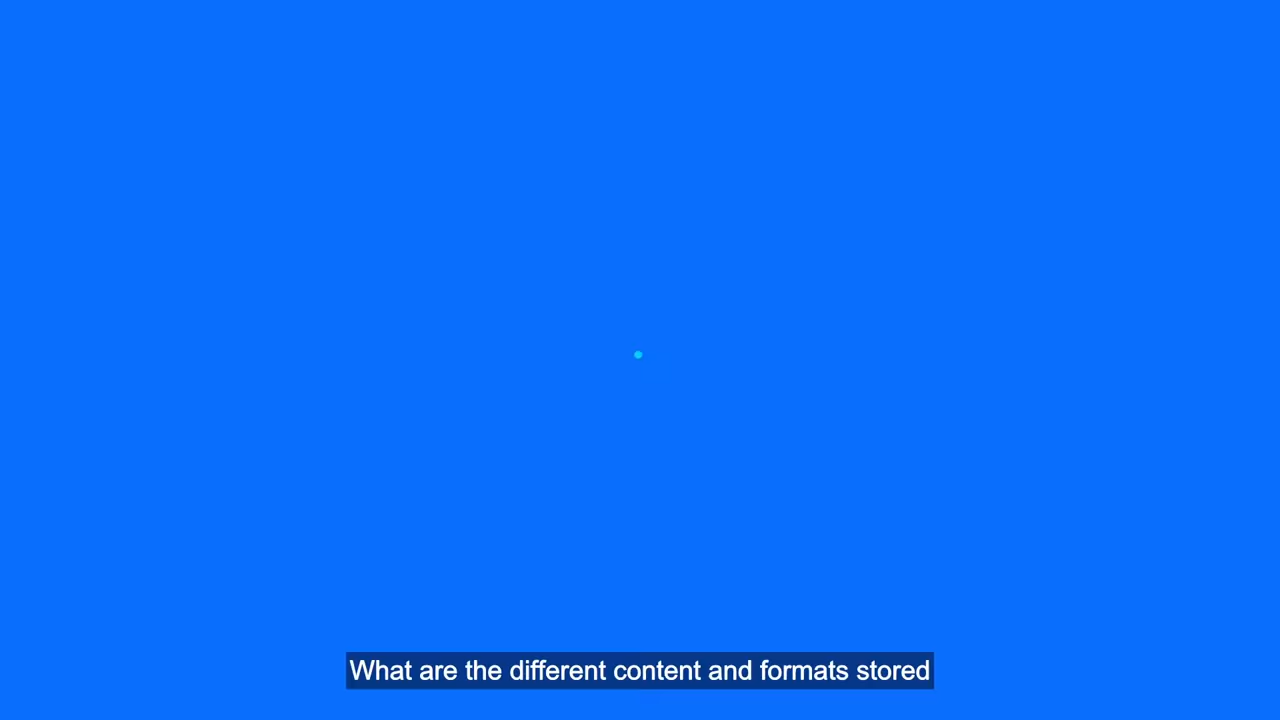 What are the different content and formats stored